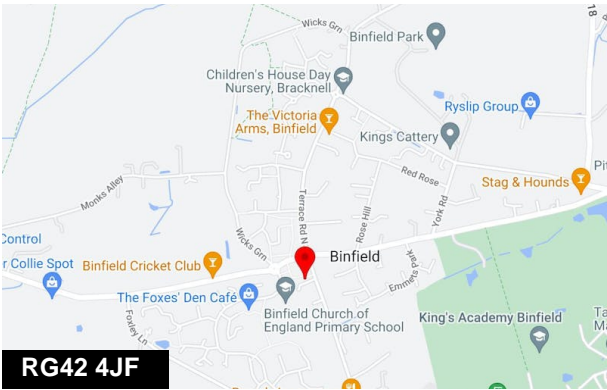 Wicks Grn
18
Binfield Park
Children's House Day
Nursery, Bracknell
Ryslip Group
The Victoria
Arms, Binfield
Kings Cattery
Red Rose
Stag & Hounds
Monks Alley
Terrace Rd N
Rose Hill
York Rd
Wicks Grn
Control
r Collie Spot
Binfield Cricket Club
Binfield
Emmets Park
The Foxes' Den Café
Binfield Church of
England Primary School
King's Academy Binfield
Foxley Ln
RG42 4JF